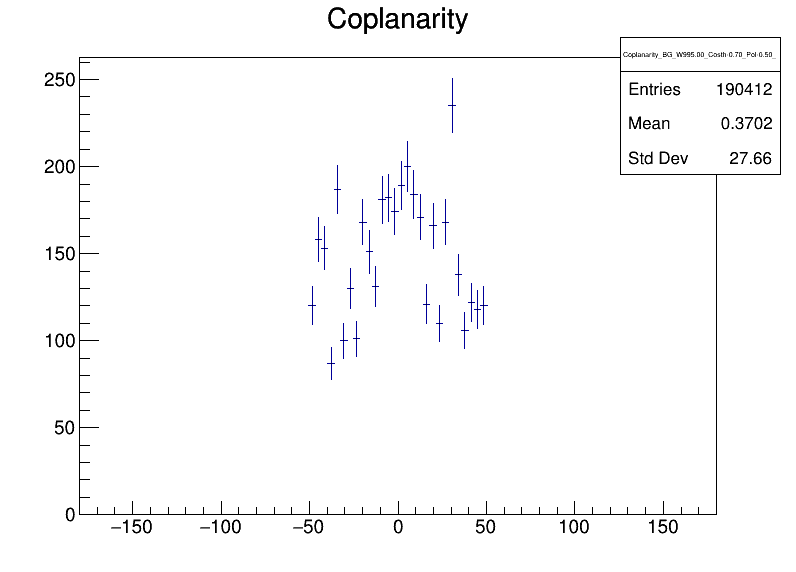 Coplanarity
Coplanarity_BG_W995.00_Costh-0.70_Pol-0.50_
Entries 190412
Mean 0.3702
Std Dev 27.66
250
200
150
100
50
0
−150 −100 −50 0 50 100 150